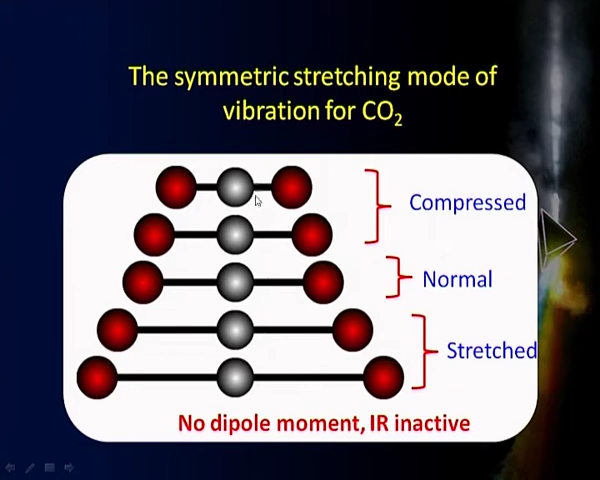 The symmetric stretching mode of
vibration for CO₂
Compressed
Normal
Stretched
No dipole moment, IR inactive